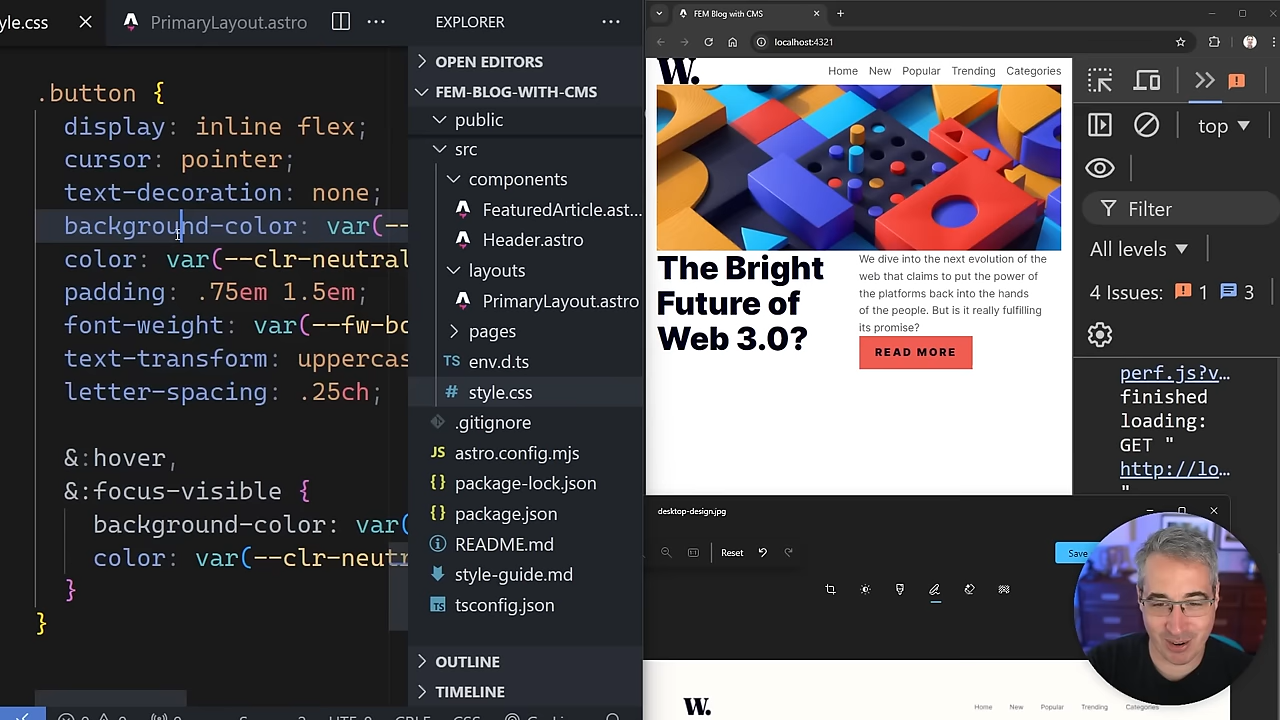 yle.css
PrimaryLayout.astro
.button {
display: inline flex;
cursor: pointer;
text-decoration: none;
background-color: var(--
color: var(--clr-neutral
padding: .75em 1.5em;
font-weight: var(--fw-bo
text-transform: uppercas
letter-spacing: .25ch;
&:hover,
&:focus-visible {
background-color: var(
color: var(--clr-neutr
}
}
EXPLORER
OPEN EDITORS
FEM-BLOG-WITH-CMS
public
src
components
FeaturedArticle.ast...
Header.astro
layouts
PrimaryLayout.astro
pages
TS env.d.ts
# style.css
.gitignore
JS astro.config.mjs
{} package-lock.json
{} package.json
README.md
style-guide.md
TS tsconfig.json
OUTLINE
TIMELINE
FEM Blog with CMS
localhost:4321
W.
Home New Popular Trending Categories
The Bright
Future of
Web 3.0?
We dive into the next evolution of the
web that claims to put the power of
the platforms back into the hands
of the people. But is it really fulfilling
its promise?
READ MORE
top
Filter
All levels
4 Issues: 1 3
perf.js?v…
finished
loading:
GET "
http://lo…
"
desktop-design.jpg
Reset
Save
W.
Home New Popular Trending Categories